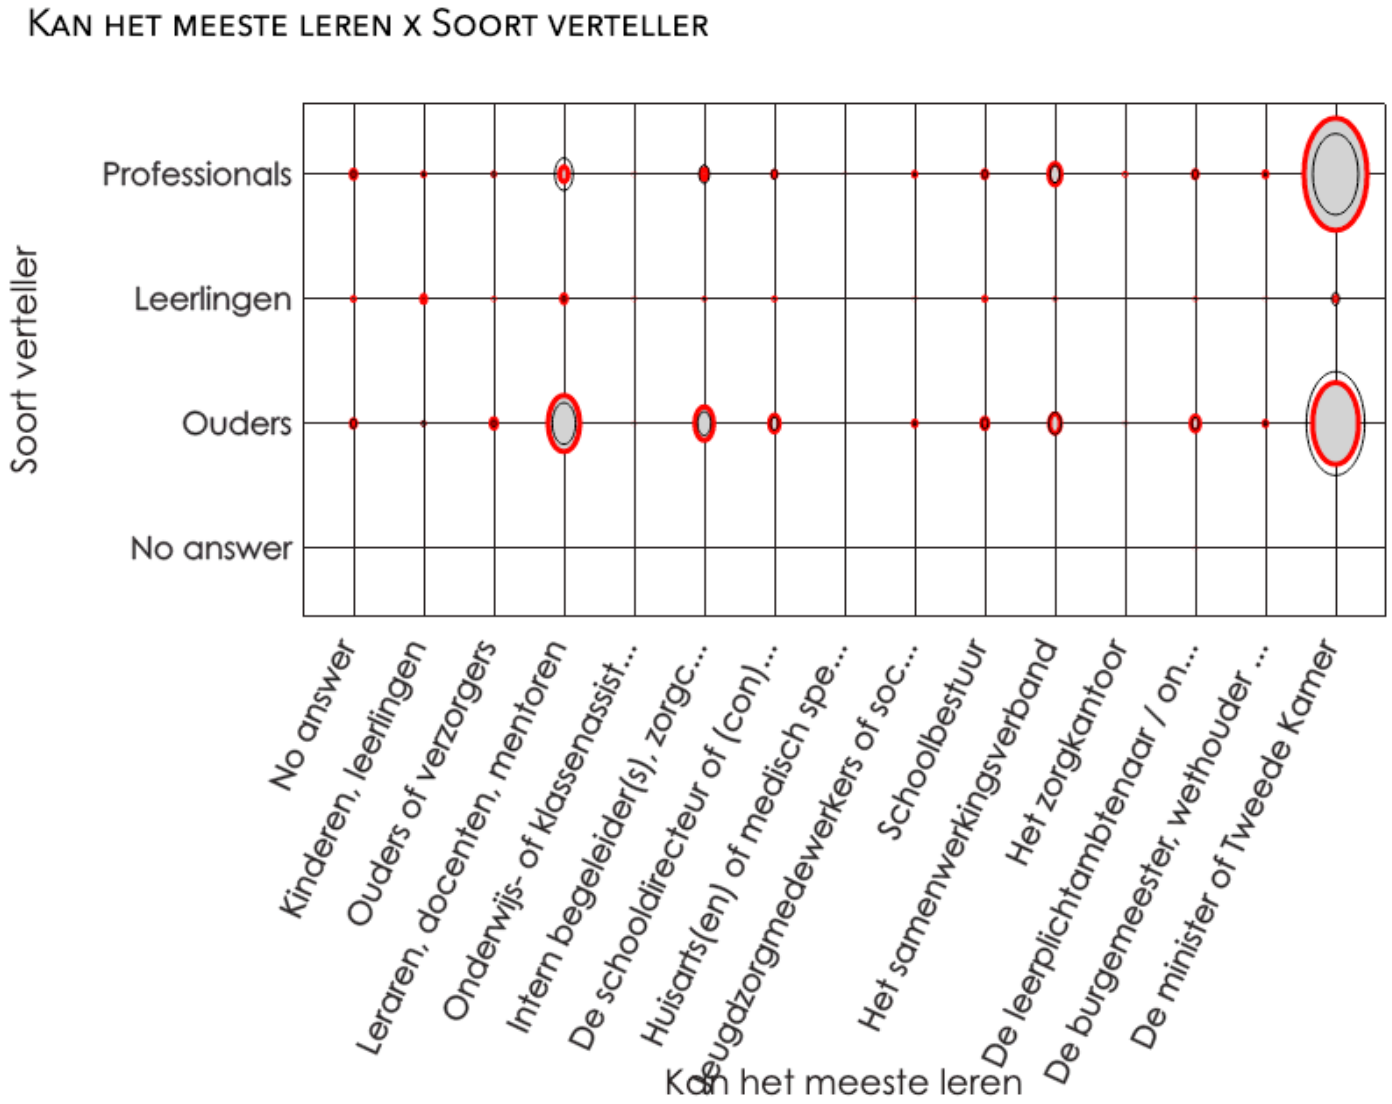 KAN HET MEESTE LEREN X SOORT VERTELLER
Soort verteller
Professionals
Leerlingen
Ouders
No answer
No answer
Kinderen, leerlingen
Ouders of verzorgers
Leraren, docenten, mentoren
Onderwijs- of klassenassist...
Intern begeleider(s), zorgc...
De schooldirecteur of (con)...
Huisarts(en) of medisch spe...
Jeugdzorgmedewerkers of soc...
Schoolbestuur
Het samenwerkingsverband
Het zorgkantoor
De leerplichtambtenaar / on...
De burgemeester, wethouder ...
De minister of Tweede Kamer
Kan het meeste leren